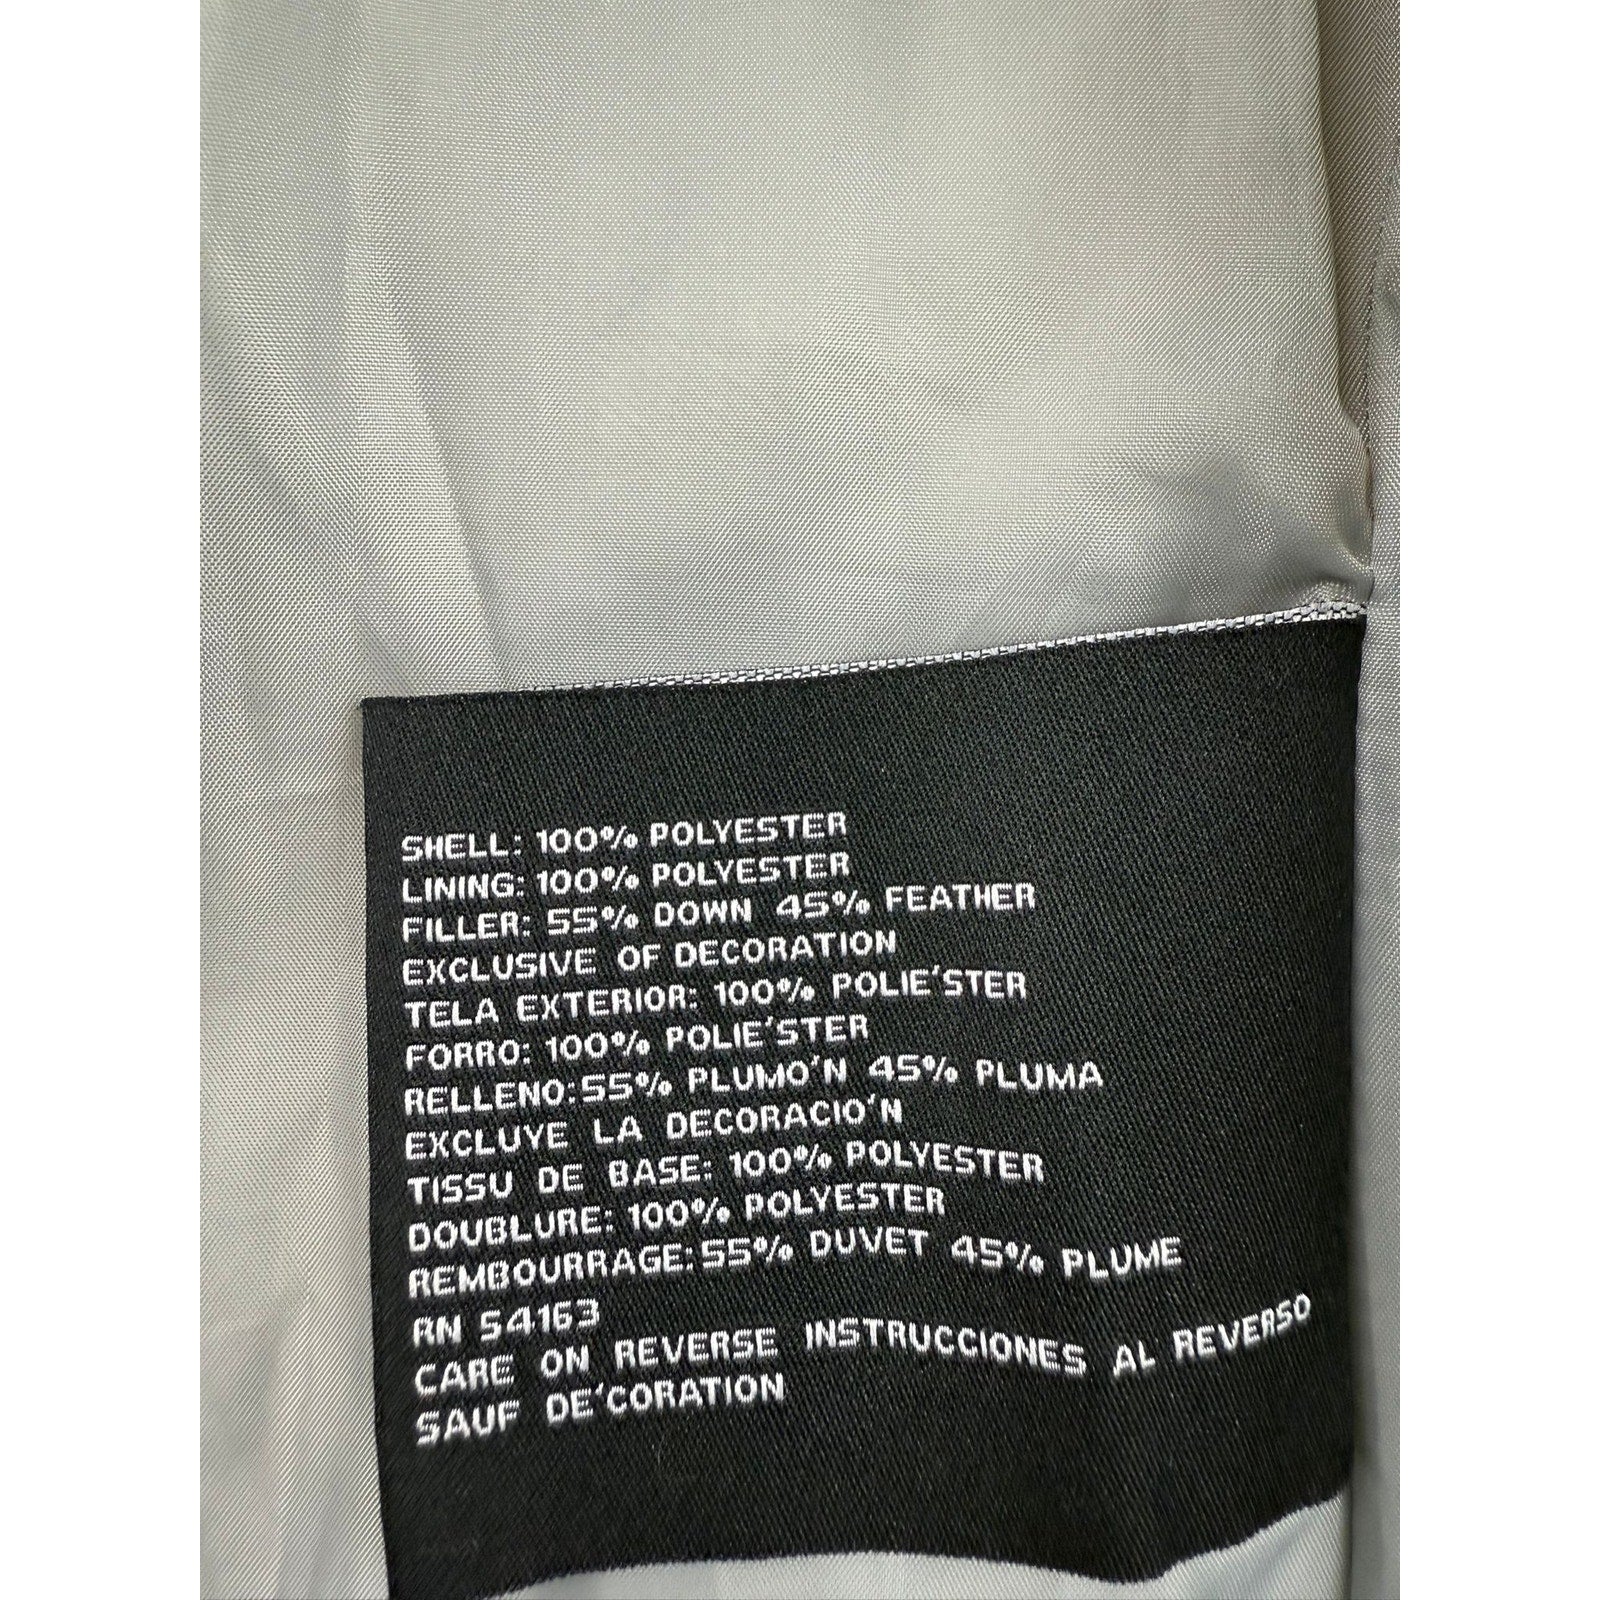 SHELL: 100% POLYESTER
LINING: 100% POLYESTER
FILLER: 55% DOWN 45% FEATHER
EXCLUSIVE OF DECORATION
TELA EXTERIOR: 100% POLIE'STER
FORRO: 100% POLIE'STER
RELLENO:55% PLUMO'N 45% PLUMA
EXCLUYE LA DECORACIO'N
TISSU DE BASE: 100% POLYESTER
DOUBLURE: 100% POLYESTER
REMBOURRAGE:55% DUVET 45% PLUME
RN 54163
CARE ON REVERSE INSTRUCCIONES AL REVERSO
SAUF DE'CORATION